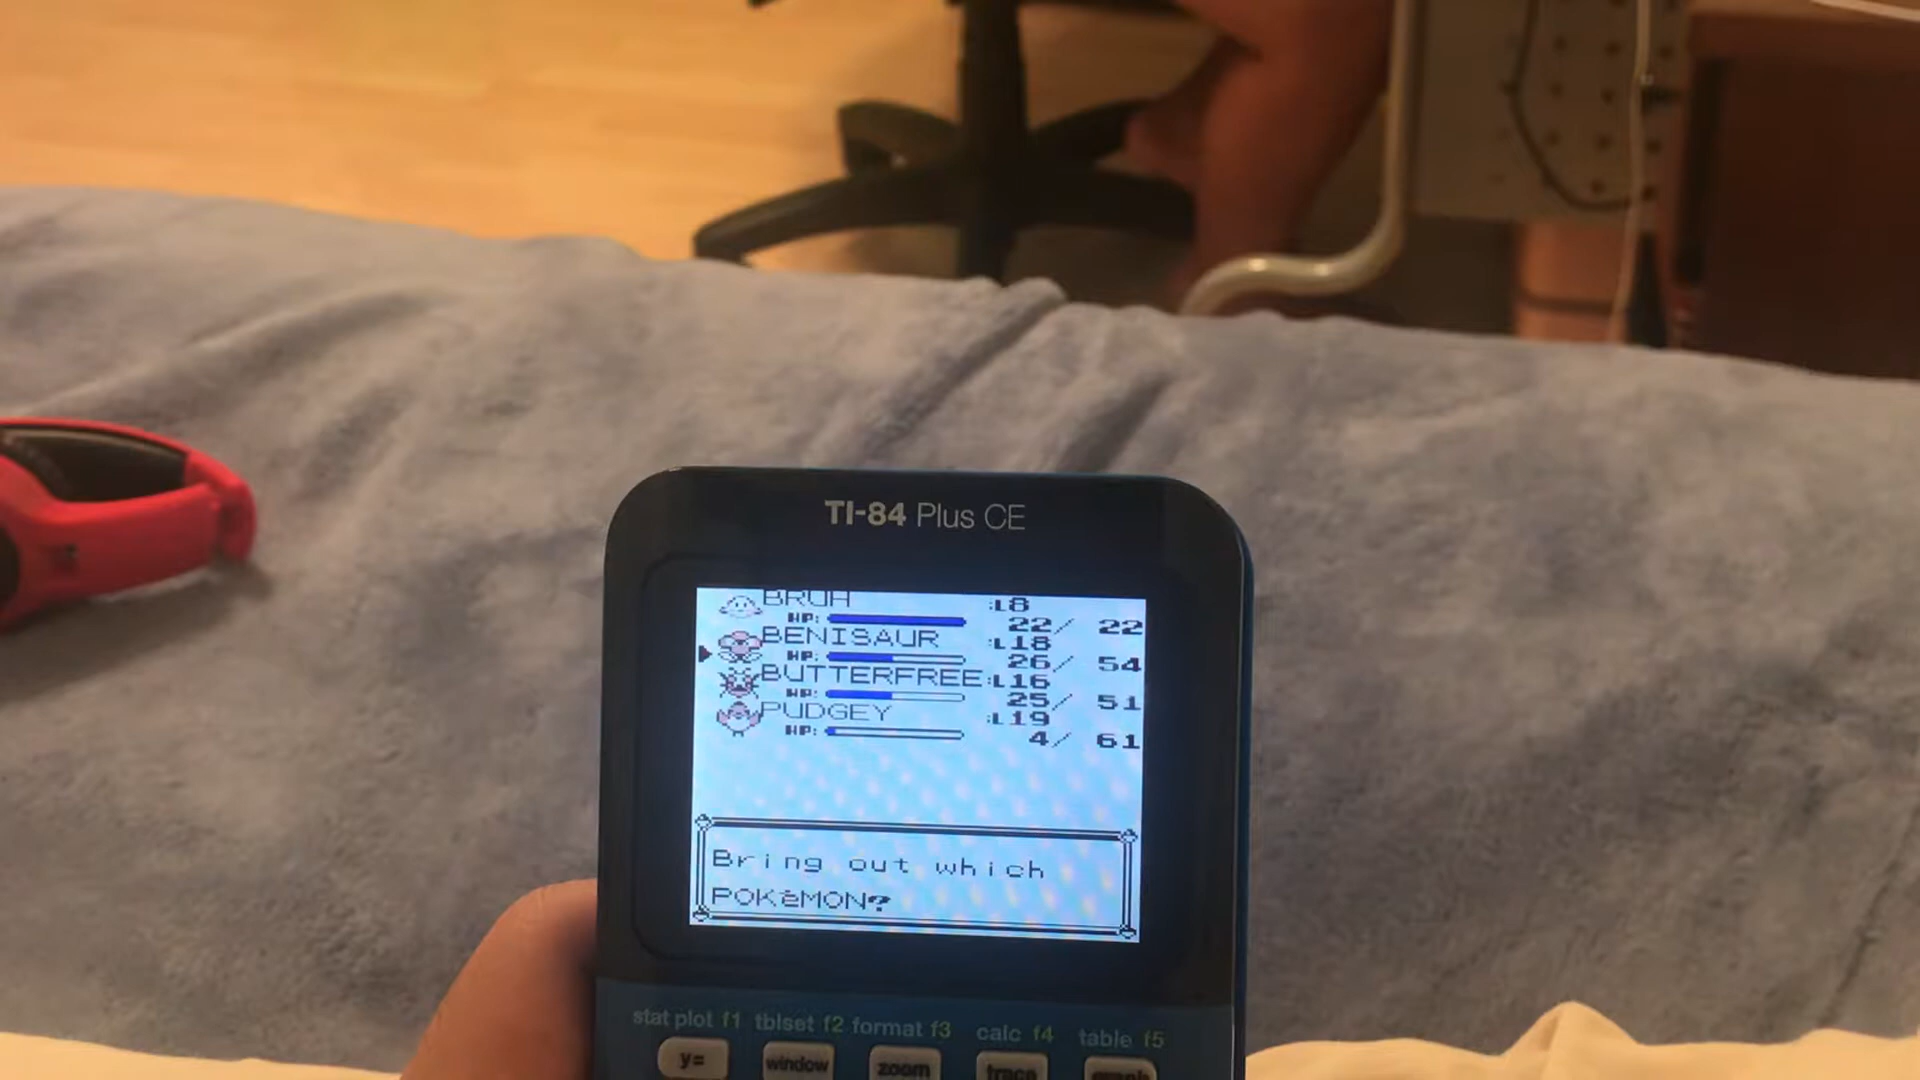 TI-84 Plus CE
BRUH :L8
HP: 22/ 22
BENISAUR :L18
HP: 26/ 54
BUTTERFREE :L16
HP: 25/ 51
PUDGEY :L19
HP: 4/ 61
Bring out which
POKéMON?
stat plot f1 tblset f2 format f3 calc f4 table f5
y= window zoom trace graph